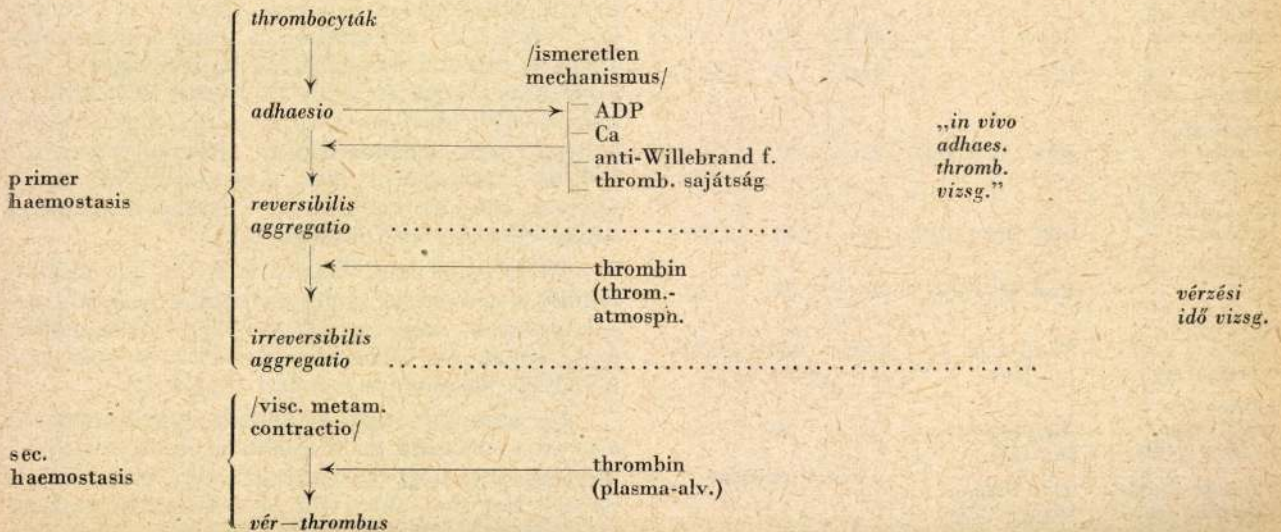 thrombocyták
/ismeretlen
mechanismus/
adhaesio
ADP
Ca
anti-Willebrand f.
thromb. sajátság
„in vivo
adhaes.
thromb.
vizsg.”
primer
haemostasis
reversibilis
aggregatio ........................................
thrombin
(throm.-
atmosph.
vérzési
idő vizsg.
irreversibilis
aggregatio .................................................................
/visc. metam.
contractio/
sec.
haemostasis
thrombin
(plasma-alv.)
vér—thrombus